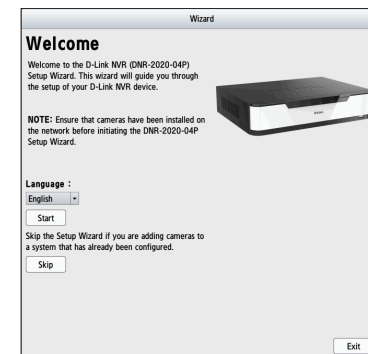 Wizard
Welcome
Welcome to the D-Link NVR (DNR-2020-04P)
Setup Wizard. This wizard will guide you through
the setup of your D-Link NVR device.
NOTE: Ensure that cameras have been installed on
the network before initiating the DNR-2020-04P
Setup Wizard.
Language :
English
Start
Skip the Setup Wizard if you are adding cameras to
a system that has already been configured.
Skip
Exit